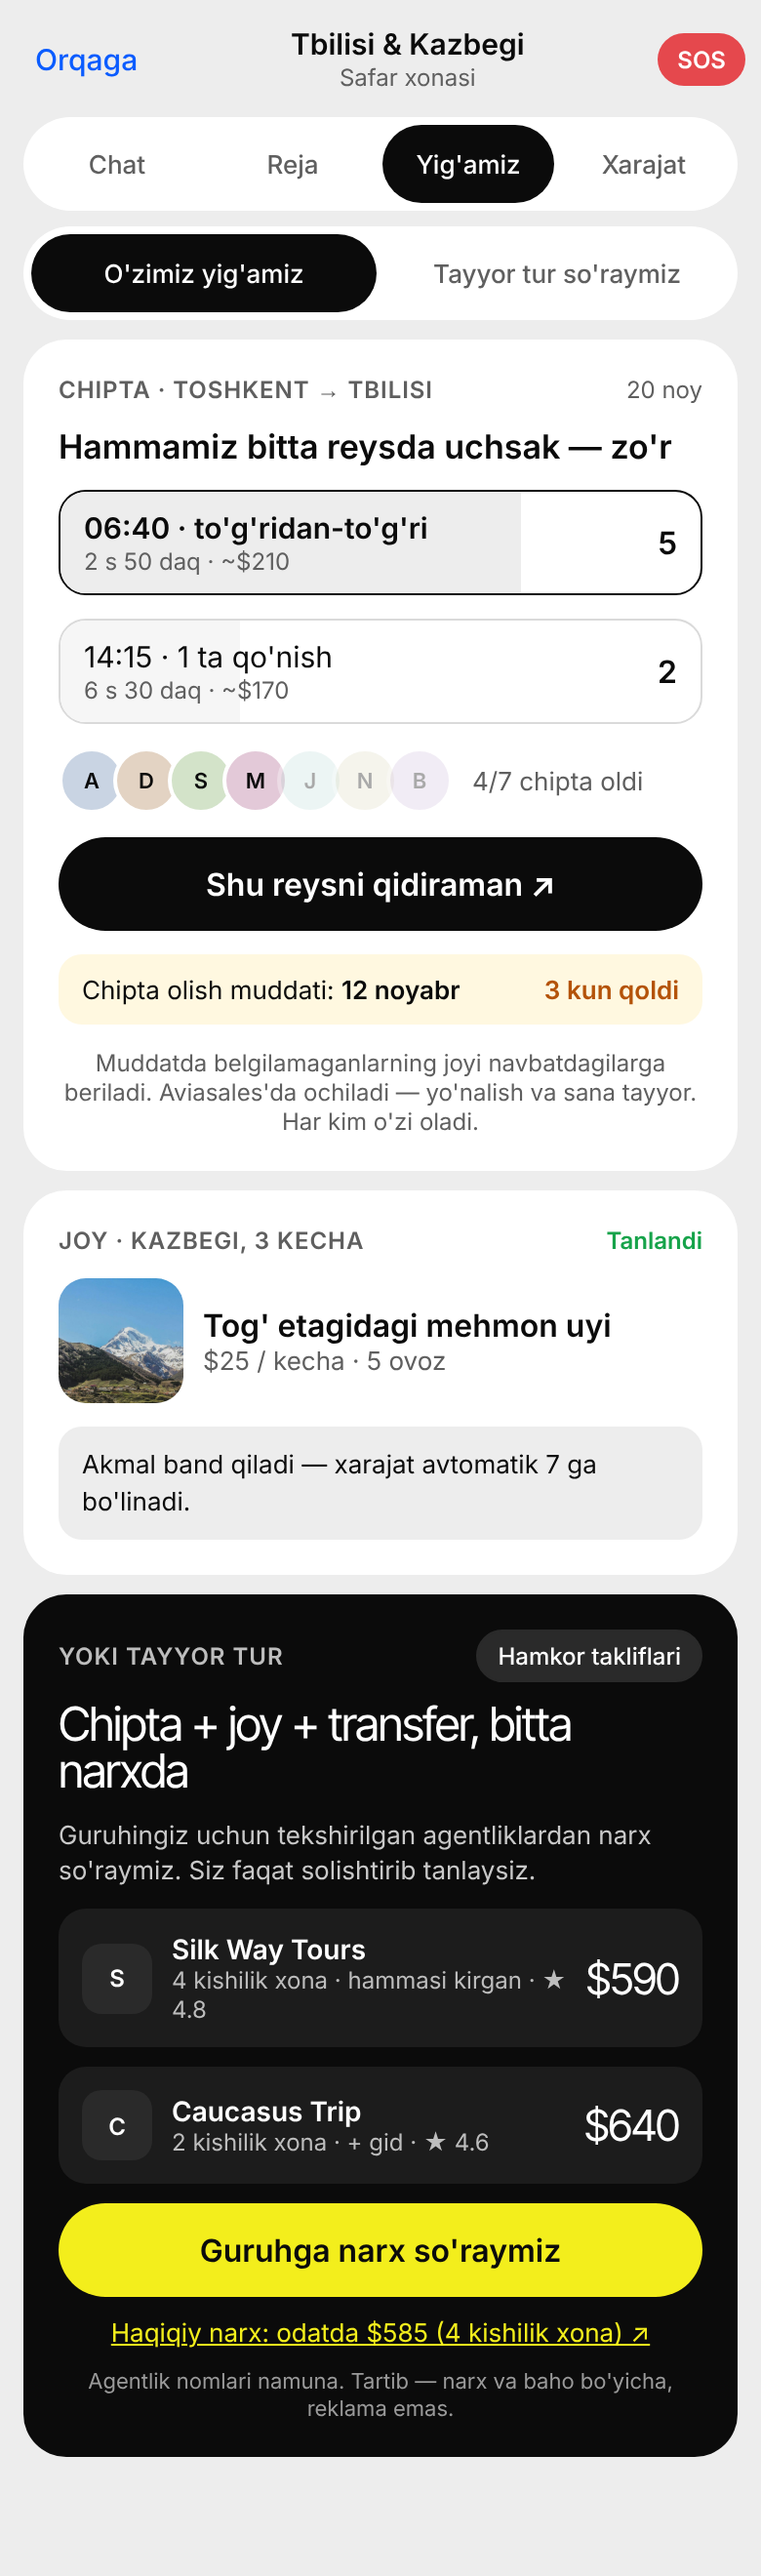 Orqaga
Tbilisi & Kazbegi
Safar xonasi
SOS
Chat
Reja
Yig'amiz
Xarajat
O'zimiz yig'amiz
Tayyor tur so'raymiz
CHIPTA · TOSHKENT → TBILISI
20 noy
Hammamiz bitta reysda uchsak — zo'r
06:40 · to'g'ridan-to'g'ri
2 s 50 daq · ~$210
5
14:15 · 1 ta qo'nish
6 s 30 daq · ~$170
2
A D S M J N B
4/7 chipta oldi
Shu reysni qidiraman ↗
Chipta olish muddati: 12 noyabr
3 kun qoldi
Muddatda belgilamaganlarning joyi navbatdagilarga
beriladi. Aviasales'da ochiladi — yo'nalish va sana tayyor.
Har kim o'zi oladi.
JOY · KAZBEGI, 3 KECHA
Tanlandi
Tog' etagidagi mehmon uyi
$25 / kecha · 5 ovoz
Akmal band qiladi — xarajat avtomatik 7 ga
bo'linadi.
YOKI TAYYOR TUR
Hamkor takliflari
Chipta + joy + transfer, bitta
narxda
Guruhingiz uchun tekshirilgan agentliklardan narx
so'raymiz. Siz faqat solishtirib tanlaysiz.
S
Silk Way Tours
4 kishilik xona · hammasi kirgan · ★
4.8
$590
C
Caucasus Trip
2 kishilik xona · + gid · ★ 4.6
$640
Guruhga narx so'raymiz
Haqiqiy narx: odatda $585 (4 kishilik xona) ↗
Agentlik nomlari namuna. Tartib — narx va baho bo'yicha,
reklama emas.